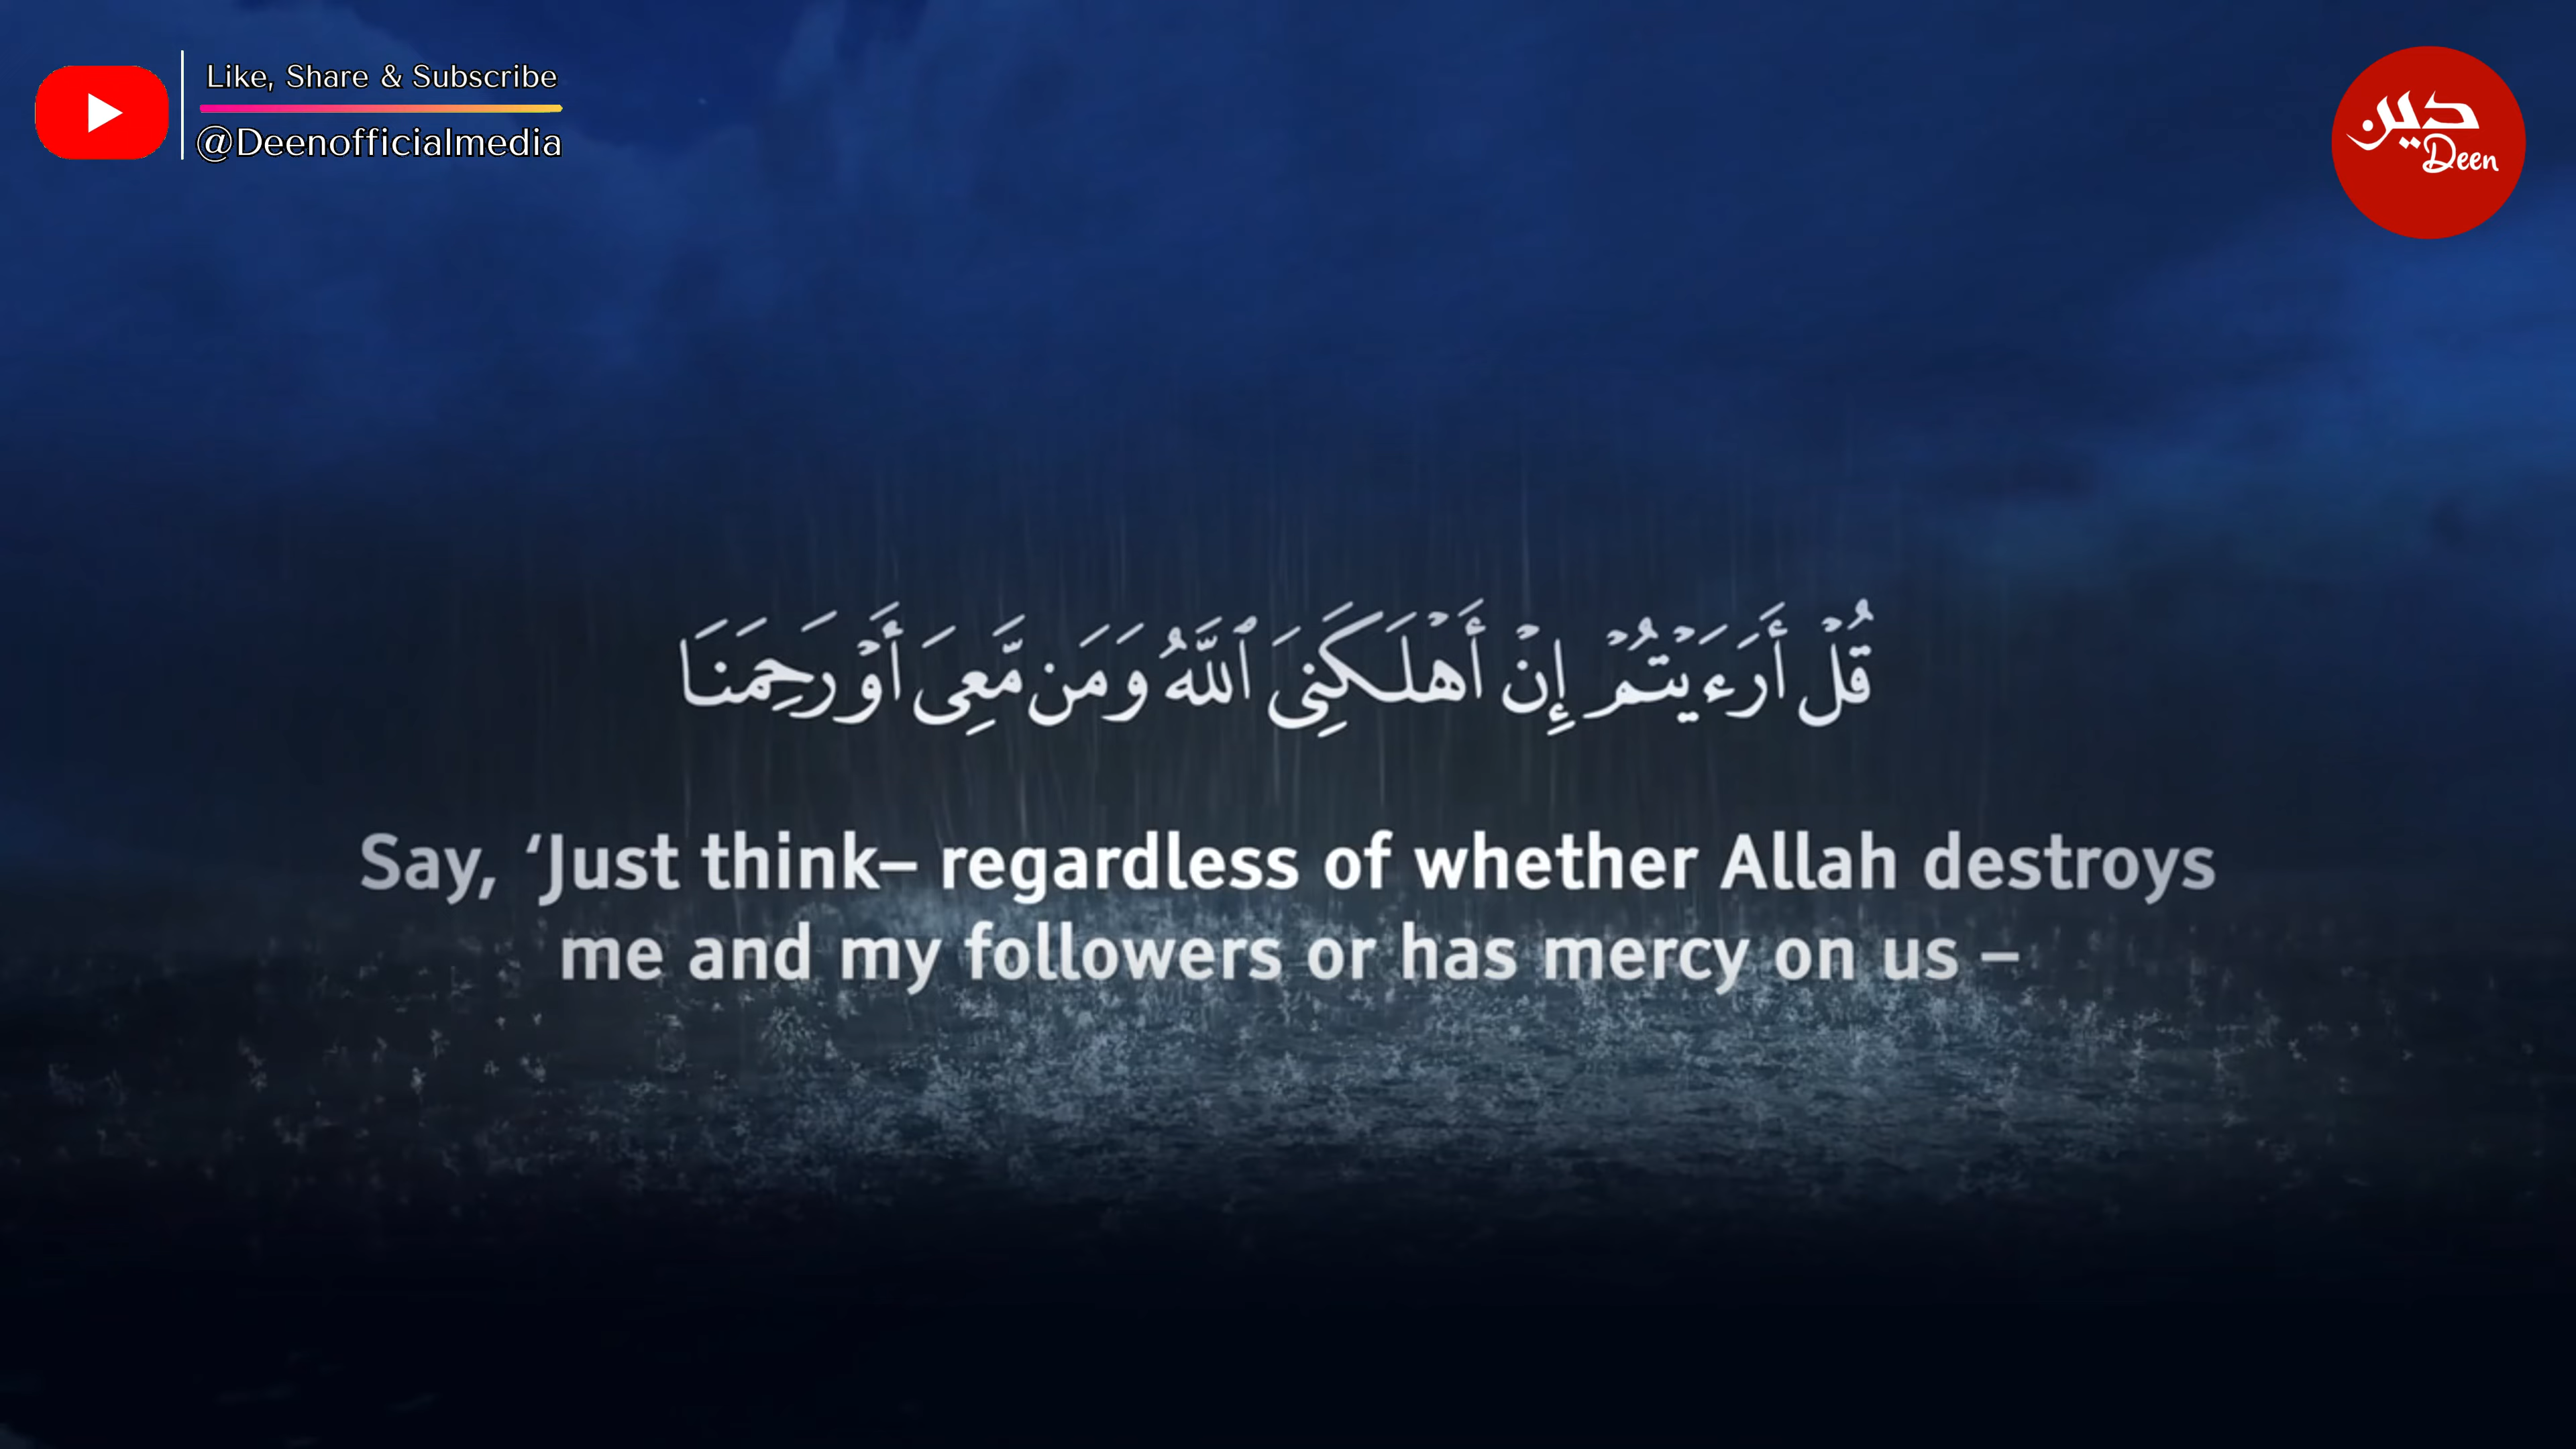 Like, Share & Subscribe
@Deenofficialmedia
دين
Deen
قُلْ أَرَءَيْتُمْ إِنْ أَهْلَكَنِىَ ٱللَّهُ وَمَن مَّعِىَ أَوْ رَحِمَنَا
Say, ‘Just think– regardless of whether Allah destroys
me and my followers or has mercy on us –